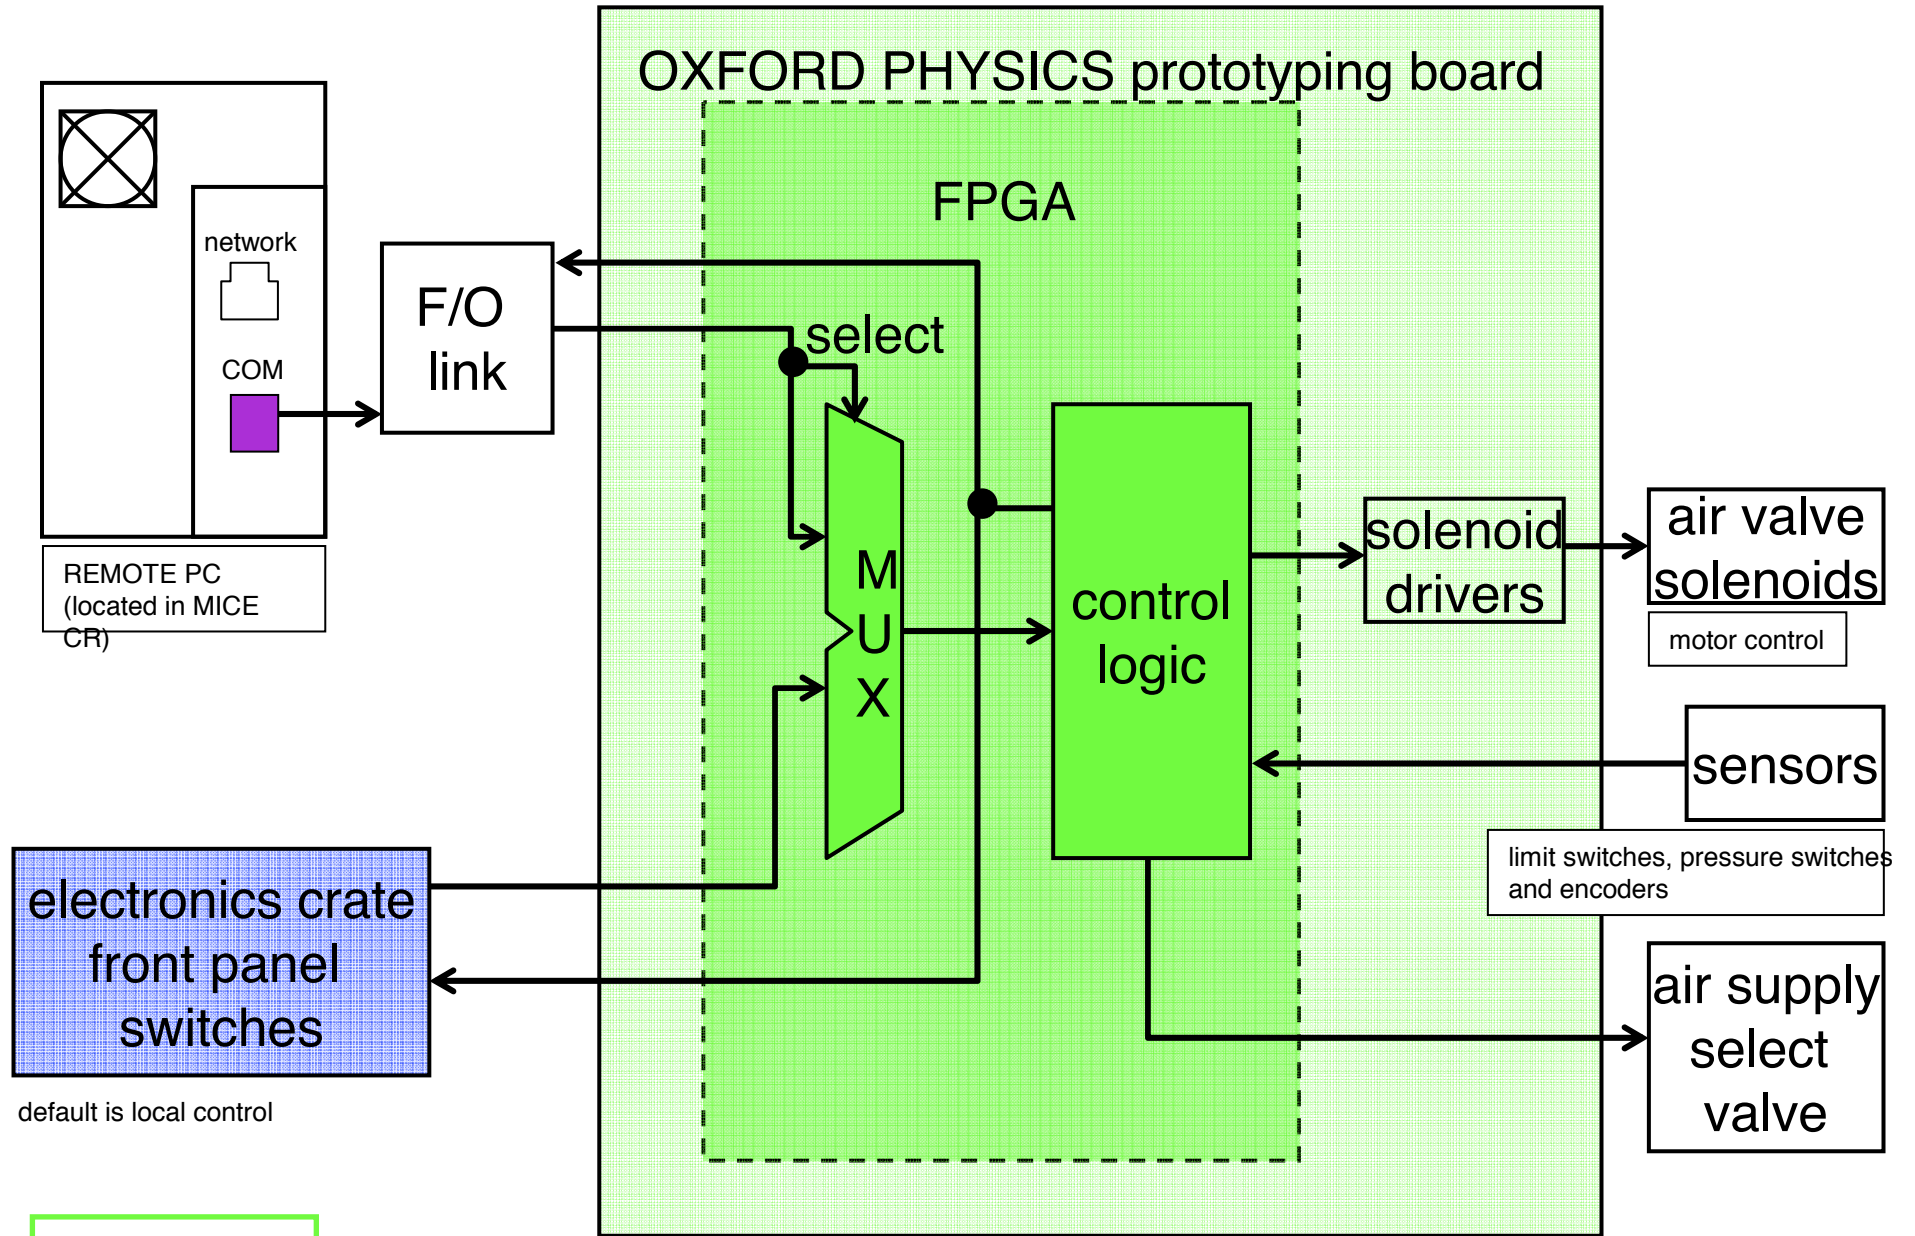 OXFORD PHYSICS prototyping board
FPGA
network
COM
REMOTE PC
(located in MICE
CR)
F/O
link
select
M
U
X
control
logic
solenoid
drivers
air valve
solenoids
motor control
sensors
limit switches, pressure switches
and encoders
electronics crate
front panel
switches
default is local control
air supply
select
valve